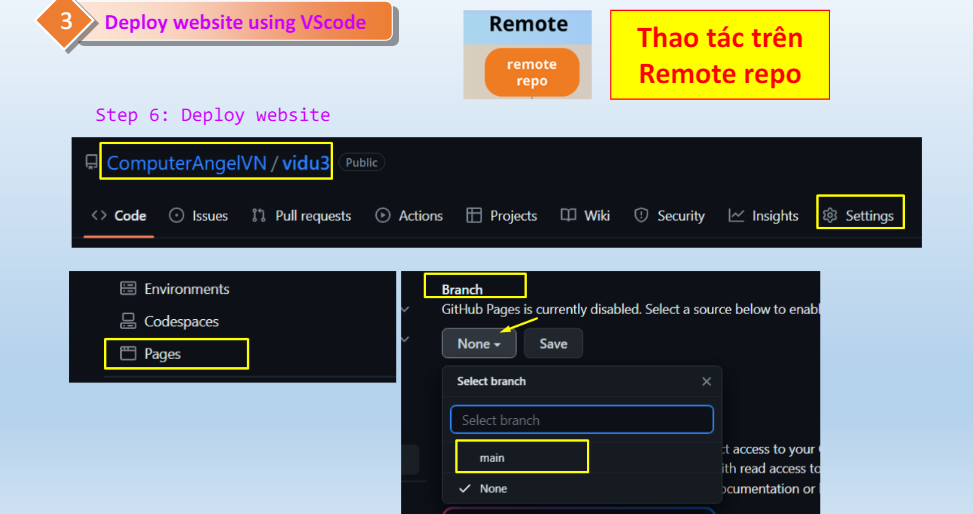 3
Deploy website using VScode
Remote
remote
repo
Thao tác trên
Remote repo
Step 6: Deploy website
ComputerAngelVN / vidu3 Public
<> Code Issues Pull requests Actions Projects Wiki Security Insights Settings
Environments
Codespaces
Pages
Branch
GitHub Pages is currently disabled. Select a source below to enabl
None
Save
Select branch
Select branch
main
None
t access to your
ith read access to
ocumentation or